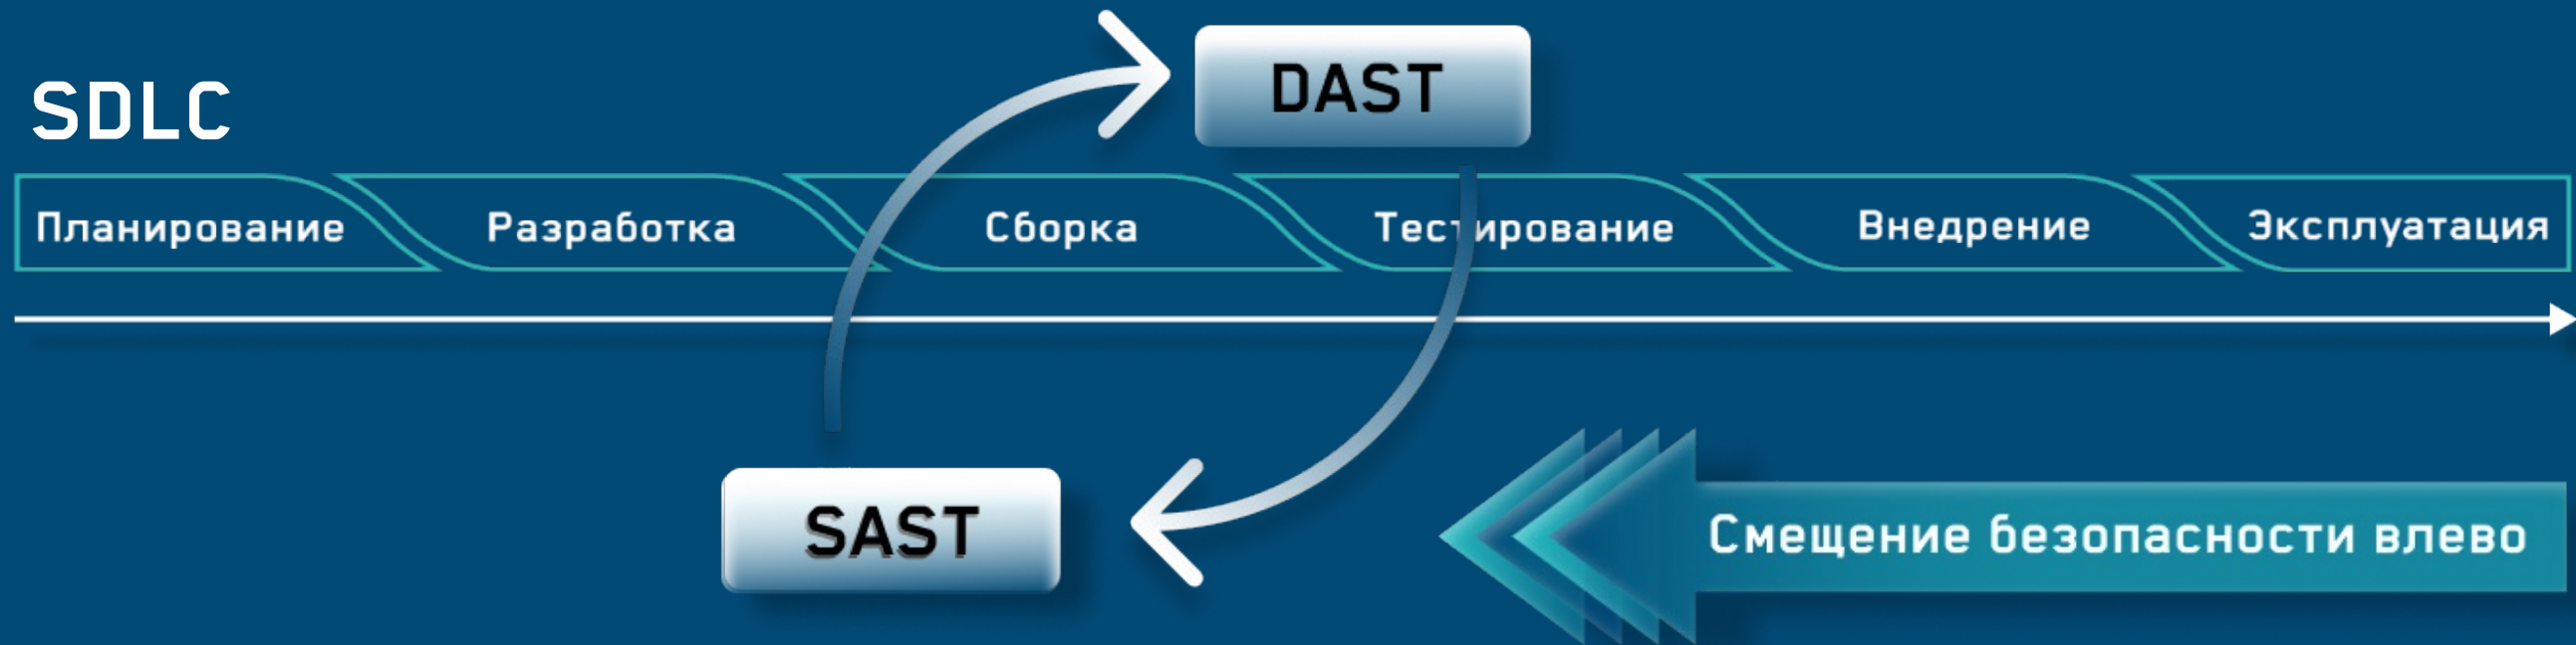 DAST
SDLC
Планирование
Разработка
Сборка
Тестирование
Внедрение
Эксплуатация
SAST
Смещение безопасности влево